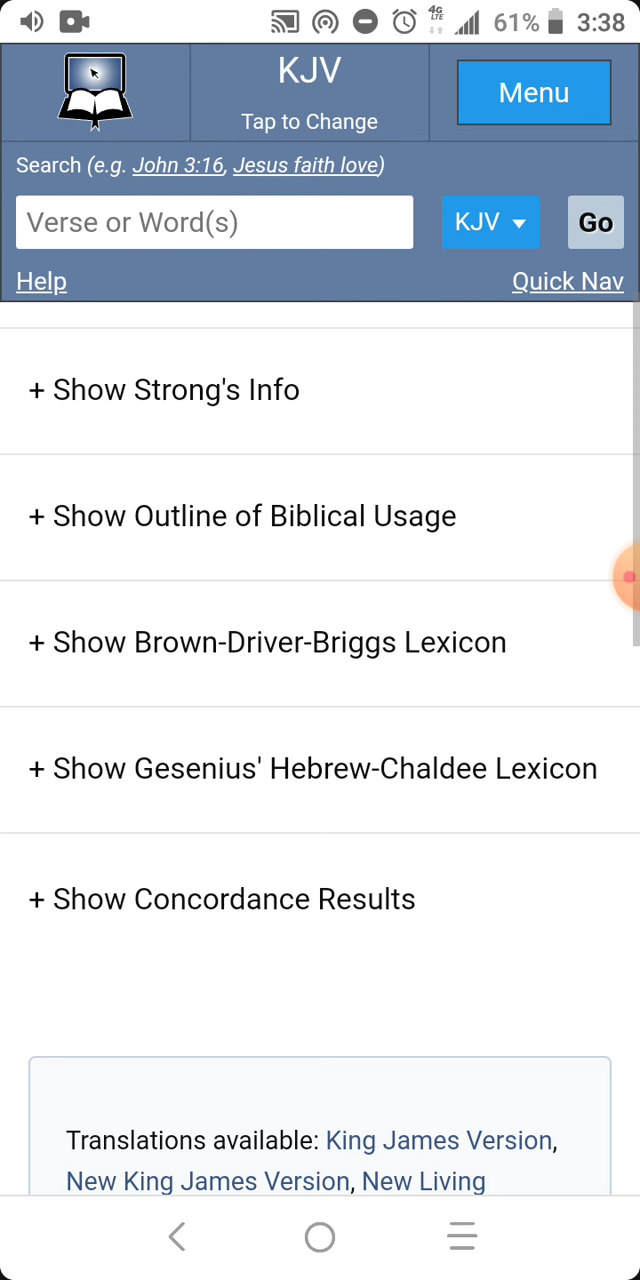 4G
LTE
61%
3:38
KJV
Tap to Change
Menu
Search (e.g. John 3:16, Jesus faith love)
Verse or Word(s)
KJV
Go
Help
Quick Nav
+ Show Strong's Info
+ Show Outline of Biblical Usage
+ Show Brown-Driver-Briggs Lexicon
+ Show Gesenius' Hebrew-Chaldee Lexicon
+ Show Concordance Results
Translations available: King James Version,
New King James Version, New Living